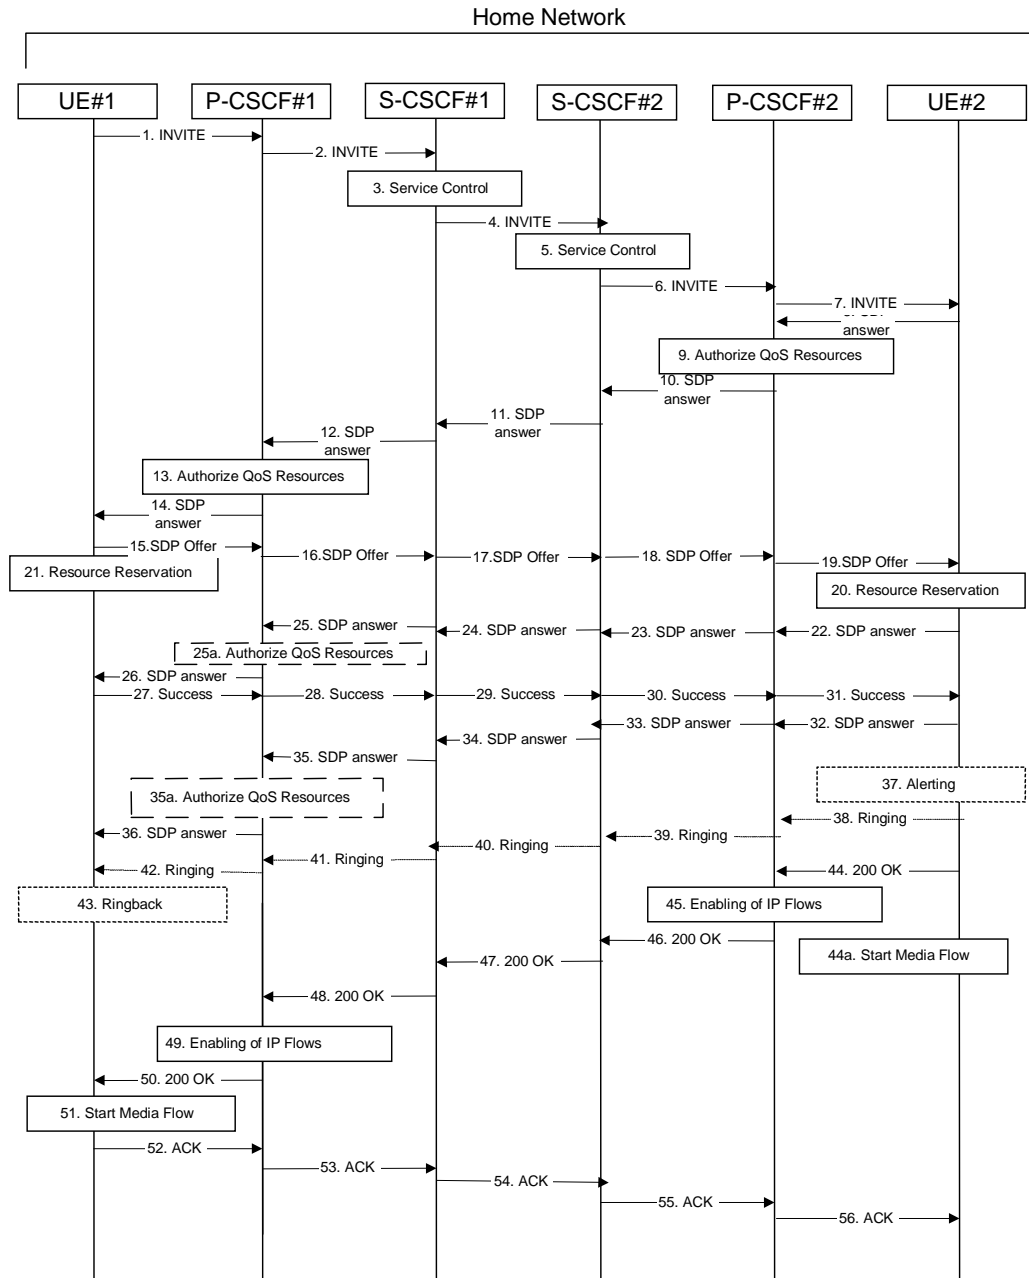 Home Network
UE#1
P-CSCF#1
S-CSCF#1
S-CSCF#2
P-CSCF#2
UE#2
1. INVITE
2. INVITE
3. Service Control
4. INVITE
5. Service Control
6. INVITE
7. INVITE
answer
9. Authorize QoS Resources
10. SDP
answer
11. SDP
answer
12. SDP
answer
13. Authorize QoS Resources
14. SDP
answer
15.SDP Offer
16.SDP Offer
17.SDP Offer
18. SDP Offer
19.SDP Offer
21. Resource Reservation
20. Resource Reservation
25. SDP answer
24. SDP answer
23. SDP answer
22. SDP answer
25a. Authorize QoS Resources
26. SDP answer
27. Success
28. Success
29. Success
30. Success
31. Success
33. SDP answer
32. SDP answer
34. SDP answer
35. SDP answer
37. Alerting
35a. Authorize QoS Resources
38. Ringing
36. SDP answer
39. Ringing
40. Ringing
41. Ringing
42. Ringing
44. 200 OK
43. Ringback
45. Enabling of IP Flows
46. 200 OK
44a. Start Media Flow
47. 200 OK
48. 200 OK
49. Enabling of IP Flows
50. 200 OK
51. Start Media Flow
52. ACK
53. ACK
54. ACK
55. ACK
56. ACK